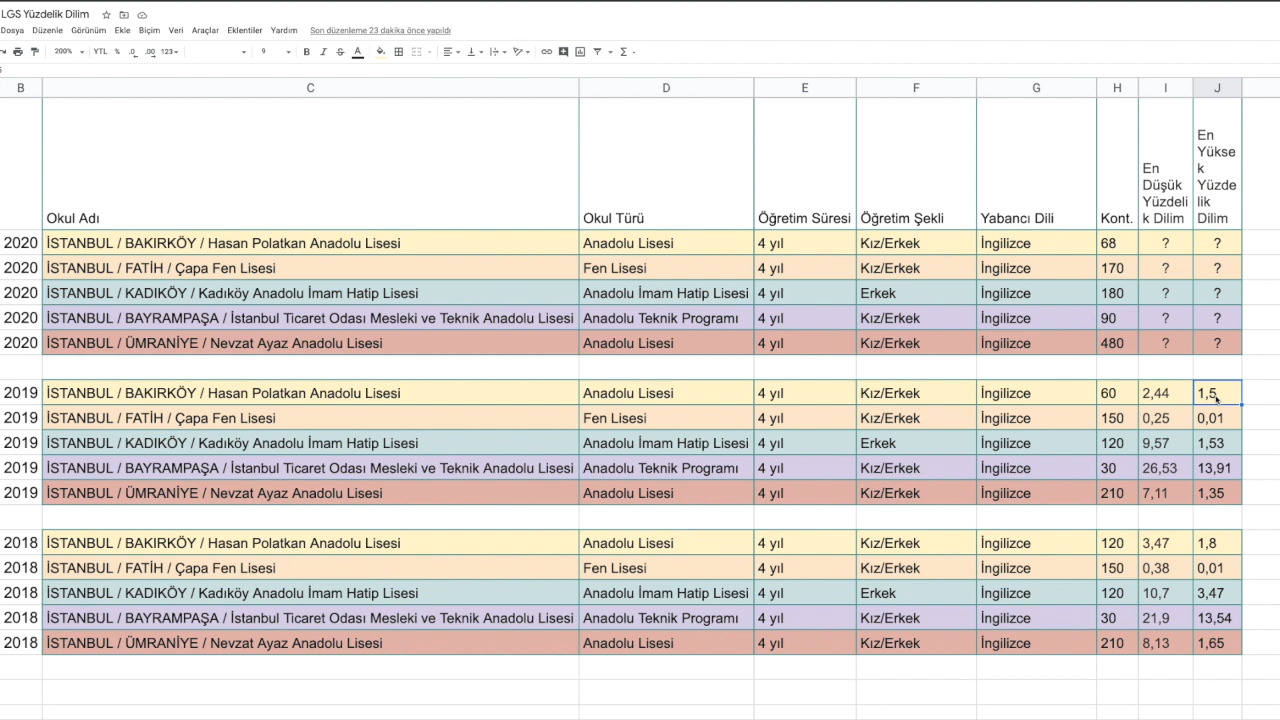 LGS Yüzdelik Dilim
Dosya Düzenle Görünüm Ekle Biçim Veri Araçlar Eklentiler Yardım Son düzenleme 23 dakika önce yapıldı
200% YTL % .0 .00 123 9 B I S A Σ
B C D E F G H I J
Okul Adı Okul Türü Öğretim Süresi Öğretim Şekli Yabancı Dili Kont. En Düşük Yüzdelik Dilim En Yüksek Yüzdelik Dilim
2020 İSTANBUL / BAKIRKÖY / Hasan Polatkan Anadolu Lisesi Anadolu Lisesi 4 yıl Kız/Erkek İngilizce 68 ? ?
2020 İSTANBUL / FATİH / Çapa Fen Lisesi Fen Lisesi 4 yıl Kız/Erkek İngilizce 170 ? ?
2020 İSTANBUL / KADIKÖY / Kadıköy Anadolu İmam Hatip Lisesi Anadolu İmam Hatip Lisesi 4 yıl Erkek İngilizce 180 ? ?
2020 İSTANBUL / BAYRAMPAŞA / İstanbul Ticaret Odası Mesleki ve Teknik Anadolu Lisesi Anadolu Teknik Programı 4 yıl Kız/Erkek İngilizce 90 ? ?
2020 İSTANBUL / ÜMRANİYE / Nevzat Ayaz Anadolu Lisesi Anadolu Lisesi 4 yıl Kız/Erkek İngilizce 480 ? ?
2019 İSTANBUL / BAKIRKÖY / Hasan Polatkan Anadolu Lisesi Anadolu Lisesi 4 yıl Kız/Erkek İngilizce 60 2,44 1,5
2019 İSTANBUL / FATİH / Çapa Fen Lisesi Fen Lisesi 4 yıl Kız/Erkek İngilizce 150 0,25 0,01
2019 İSTANBUL / KADIKÖY / Kadıköy Anadolu İmam Hatip Lisesi Anadolu İmam Hatip Lisesi 4 yıl Erkek İngilizce 120 9,57 1,53
2019 İSTANBUL / BAYRAMPAŞA / İstanbul Ticaret Odası Mesleki ve Teknik Anadolu Lisesi Anadolu Teknik Programı 4 yıl Kız/Erkek İngilizce 30 26,53 13,91
2019 İSTANBUL / ÜMRANİYE / Nevzat Ayaz Anadolu Lisesi Anadolu Lisesi 4 yıl Kız/Erkek İngilizce 210 7,11 1,35
2018 İSTANBUL / BAKIRKÖY / Hasan Polatkan Anadolu Lisesi Anadolu Lisesi 4 yıl Kız/Erkek İngilizce 120 3,47 1,8
2018 İSTANBUL / FATİH / Çapa Fen Lisesi Fen Lisesi 4 yıl Kız/Erkek İngilizce 150 0,38 0,01
2018 İSTANBUL / KADIKÖY / Kadıköy Anadolu İmam Hatip Lisesi Anadolu İmam Hatip Lisesi 4 yıl Erkek İngilizce 120 10,7 3,47
2018 İSTANBUL / BAYRAMPAŞA / İstanbul Ticaret Odası Mesleki ve Teknik Anadolu Lisesi Anadolu Teknik Programı 4 yıl Kız/Erkek İngilizce 30 21,9 13,54
2018 İSTANBUL / ÜMRANİYE / Nevzat Ayaz Anadolu Lisesi Anadolu Lisesi 4 yıl Kız/Erkek İngilizce 210 8,13 1,65